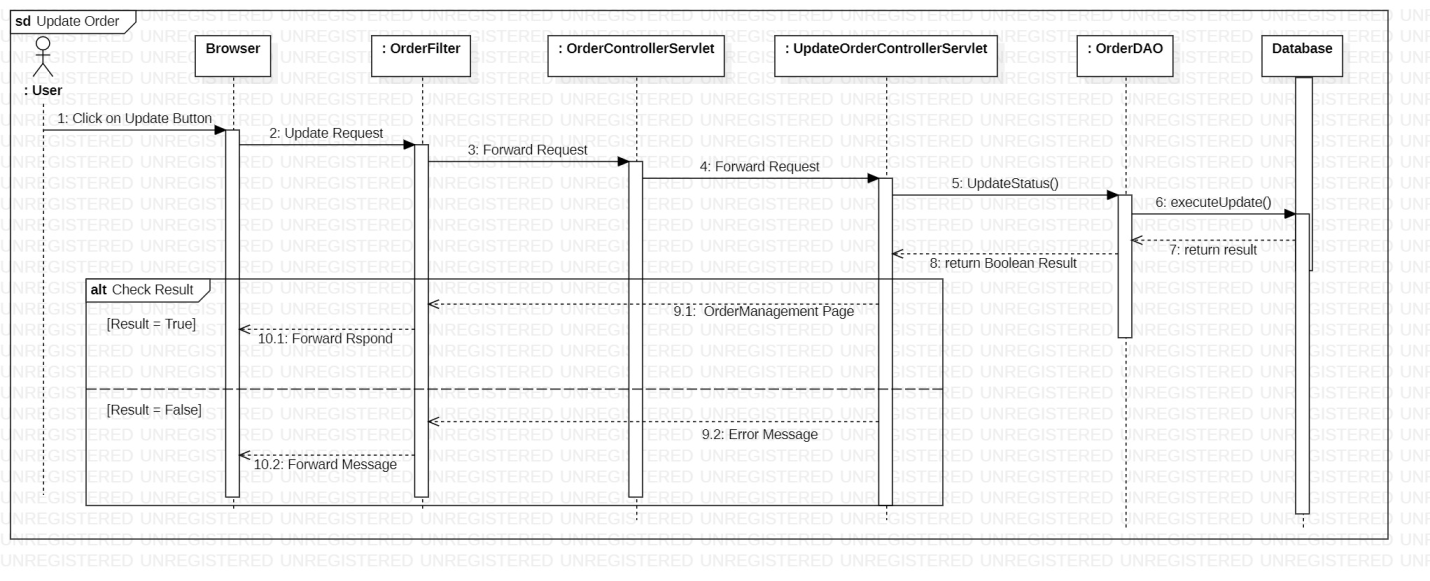 sd Update Order
Browser
: OrderFilter
: OrderControllerServlet
: UpdateOrderControllerServlet
: OrderDAO
Database
: User
1: Click on Update Button
2: Update Request
3: Forward Request
4: Forward Request
5: UpdateStatus()
6: executeUpdate()
7: return result
8: return Boolean Result
alt Check Result
[Result = True]
9.1: OrderManagement Page
10.1: Forward Rspond
[Result = False]
9.2: Error Message
10.2: Forward Message
UNREGISTERED